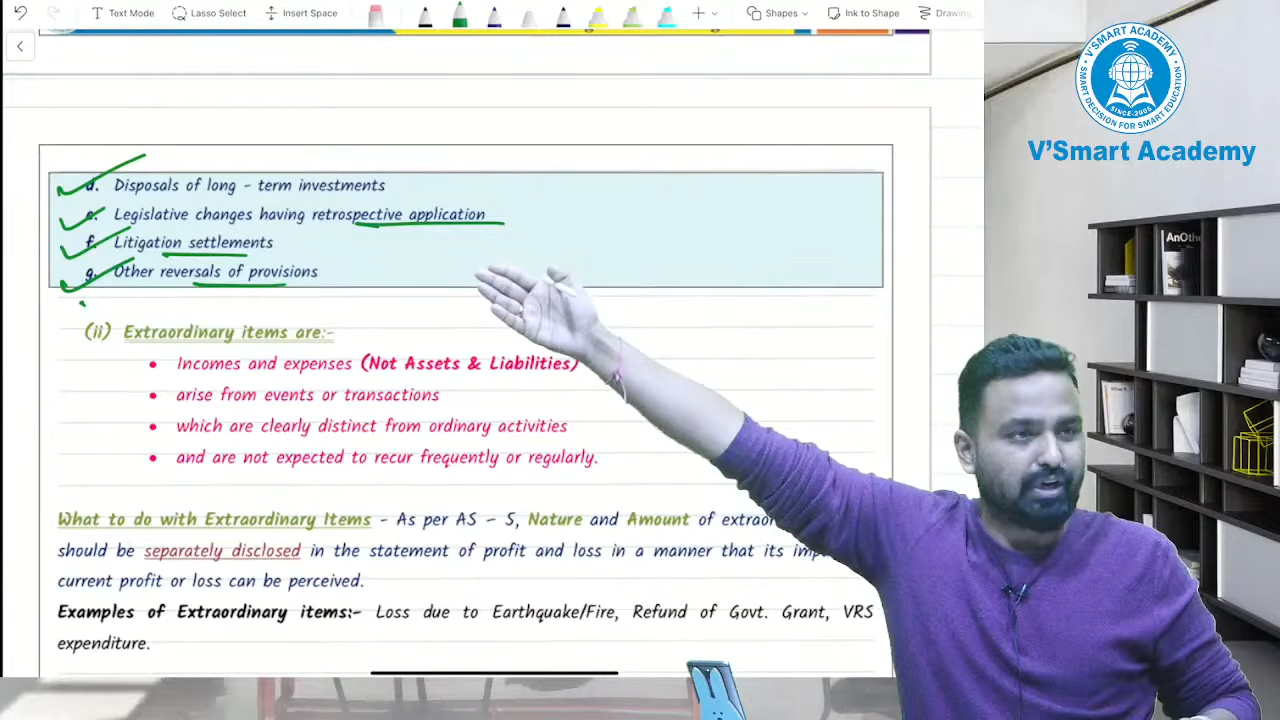 Text Mode
Lasso Select
Insert Space
Shapes
Ink to Shape
Drawing
V'SMART ACADEMY
SMART DECISION FOR SMART EDUCATION
SINCE-2005
V'Smart Academy
d. Disposals of long - term investments
e. Legislative changes having retrospective application
f. Litigation settlements
g. Other reversals of provisions
(ii) Extraordinary items are:-
• Incomes and expenses (Not Assets & Liabilities)
• arise from events or transactions
• which are clearly distinct from ordinary activities
• and are not expected to recur frequently or regularly.
What to do with Extraordinary Items - As per AS - 5, Nature and Amount of
should be separately disclosed in the statement of profit and loss in a manner that its
current profit or loss can be perceived.
Examples of Extraordinary items:- Loss due to Earthquake/Fire, Refund of Govt. Grant, VRS
expenditure.